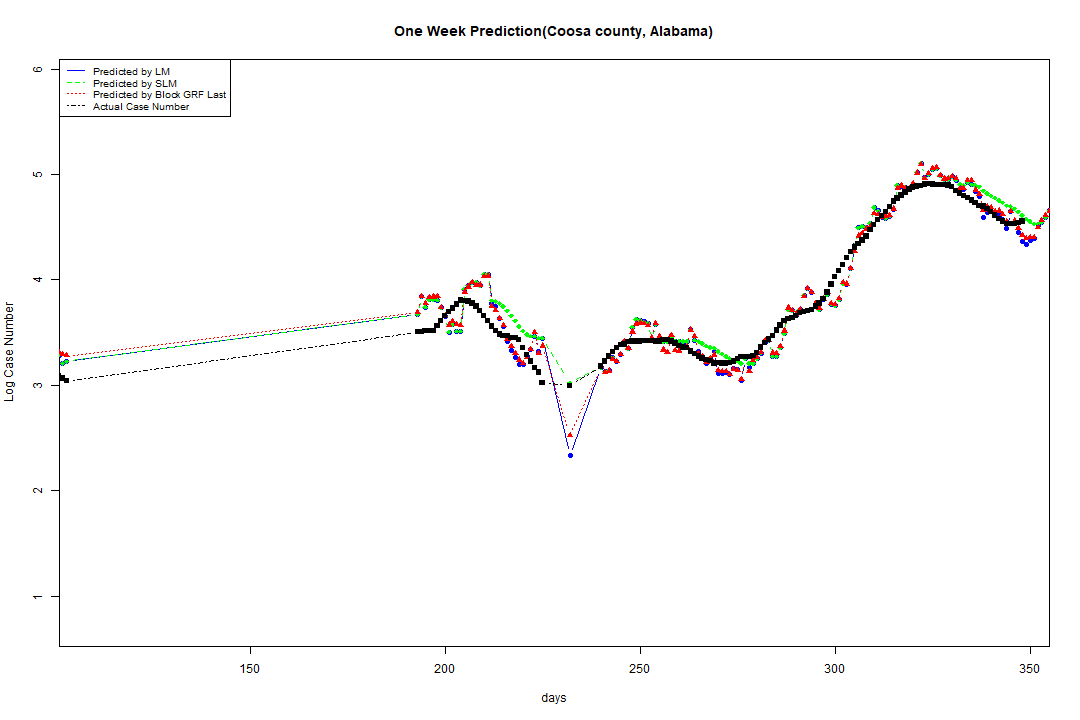 One Week Prediction(Coosa county, Alabama)
Predicted by LM
Predicted by SLM
Predicted by Block GRF Last
Actual Case Number
6
5
4
3
2
1
Log Case Number
150 200 250 300 350
days